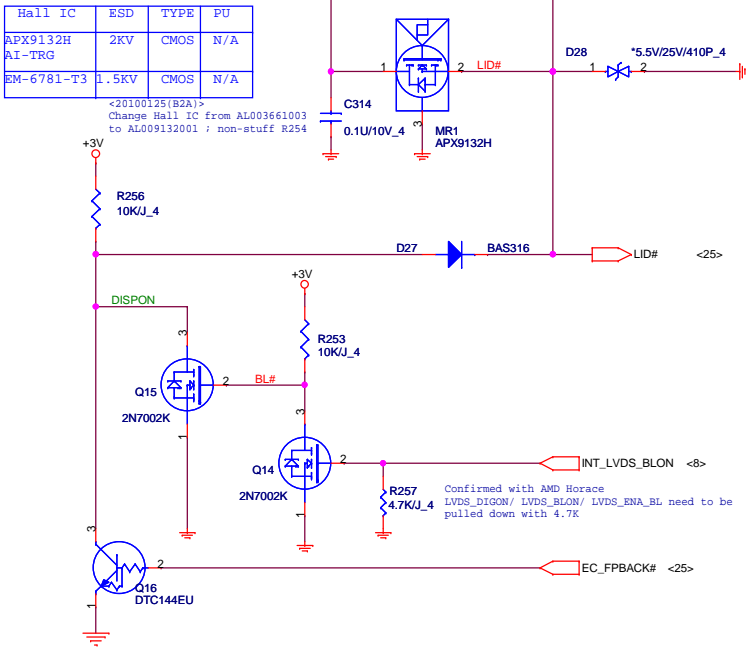 Hall IC ESD TYPE PU
APX9132H AI-TRG 2KV CMOS N/A
EM-6781-T3 1.5KV CMOS N/A
<20100125(B2A)>
Change Hall IC from AL003661003
to AL009132001 ; non-stuff R254
1
2
LID#
3
MR1
APX9132H
C314
0.1U/10V_4
D28
*5.5V/25V/410P_4
1
2
+3V
R256
10K/J_4
D27
BAS316
LID# <25>
DISPON
+3V
R253
10K/J_4
3
Q15
2
BL#
2N7002K
1
3
Q14
2
2N7002K
1
INT_LVDS_BLON <8>
R257
4.7K/J_4
Confirmed with AMD Horace
LVDS_DIGON/ LVDS_BLON/ LVDS_ENA_BL need to be
pulled down with 4.7K
3
2
EC_FPBACK# <25>
Q16
DTC144EU
1